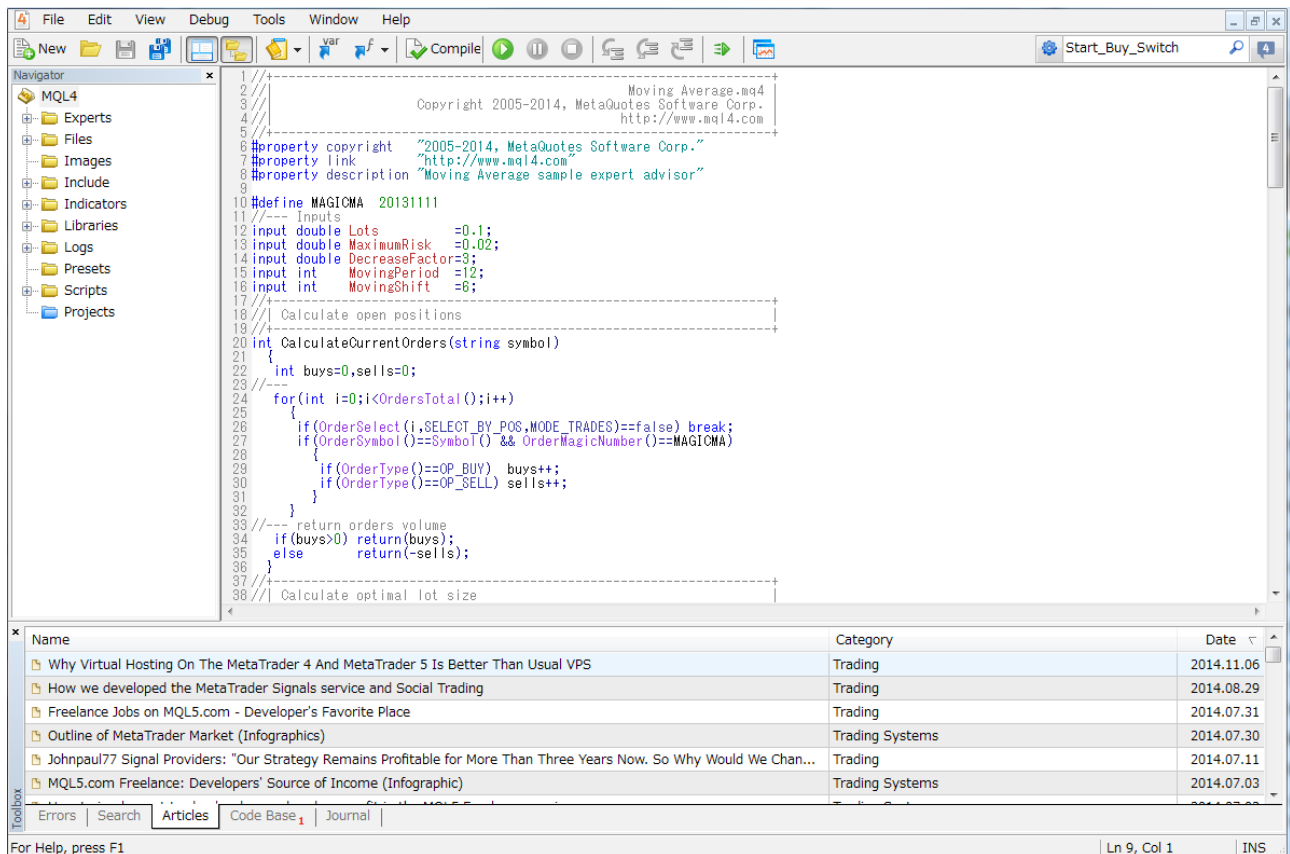 File Edit View Debug Tools Window Help
New var f Compile Start_Buy_Switch 4
Navigator
MQL4
Experts
Files
Images
Include
Indicators
Libraries
Logs
Presets
Scripts
Projects
1 //+------------------------------------------------------------------+
2 //| Moving Average.mq4 |
3 //| Copyright 2005-2014, MetaQuotes Software Corp. |
4 //| http://www.mql4.com |
5 //+------------------------------------------------------------------+
6 #property copyright "2005-2014, MetaQuotes Software Corp."
7 #property link "http://www.mql4.com"
8 #property description "Moving Average sample expert advisor"
9
10 #define MAGICMA 20131111
11 //--- Inputs
12 input double Lots =0.1;
13 input double MaximumRisk =0.02;
14 input double DecreaseFactor=3;
15 input int MovingPeriod =12;
16 input int MovingShift =6;
17 //+------------------------------------------------------------------+
18 //| Calculate open positions |
19 //+------------------------------------------------------------------+
20 int CalculateCurrentOrders(string symbol)
21 {
22 int buys=0,sells=0;
23 //---
24 for(int i=0;i<OrdersTotal();i++)
25 {
26 if(OrderSelect(i,SELECT_BY_POS,MODE_TRADES)==false) break;
27 if(OrderSymbol()==Symbol() && OrderMagicNumber()==MAGICMA)
28 {
29 if(OrderType()==OP_BUY) buys++;
30 if(OrderType()==OP_SELL) sells++;
31 }
32 }
33 //--- return orders volume
34 if(buys>0) return(buys);
35 else return(-sells);
36 }
37 //+------------------------------------------------------------------+
38 //| Calculate optimal lot size |
Name Category Date
Why Virtual Hosting On The MetaTrader 4 And MetaTrader 5 Is Better Than Usual VPS Trading 2014.11.06
How we developed the MetaTrader Signals service and Social Trading Trading 2014.08.29
Freelance Jobs on MQL5.com - Developer's Favorite Place Trading 2014.07.31
Outline of MetaTrader Market (Infographics) Trading Systems 2014.07.30
Johnpaul77 Signal Providers: "Our Strategy Remains Profitable for More Than Three Years Now. So Why Would We Chan... Trading 2014.07.11
MQL5.com Freelance: Developers' Source of Income (Infographic) Trading Systems 2014.07.03
Toolbox
Errors Search Articles Code Base 1 Journal
For Help, press F1 Ln 9, Col 1 INS